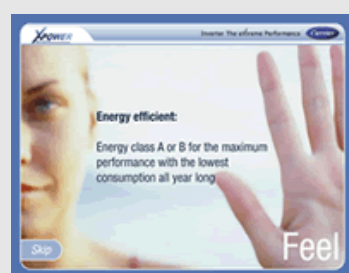 XPOWER
Inverter The eXtreme Performance
Carrier
Energy efficient:
Energy class A or B for the maximum
performance with the lowest
consumption all year long
Skip
Feel